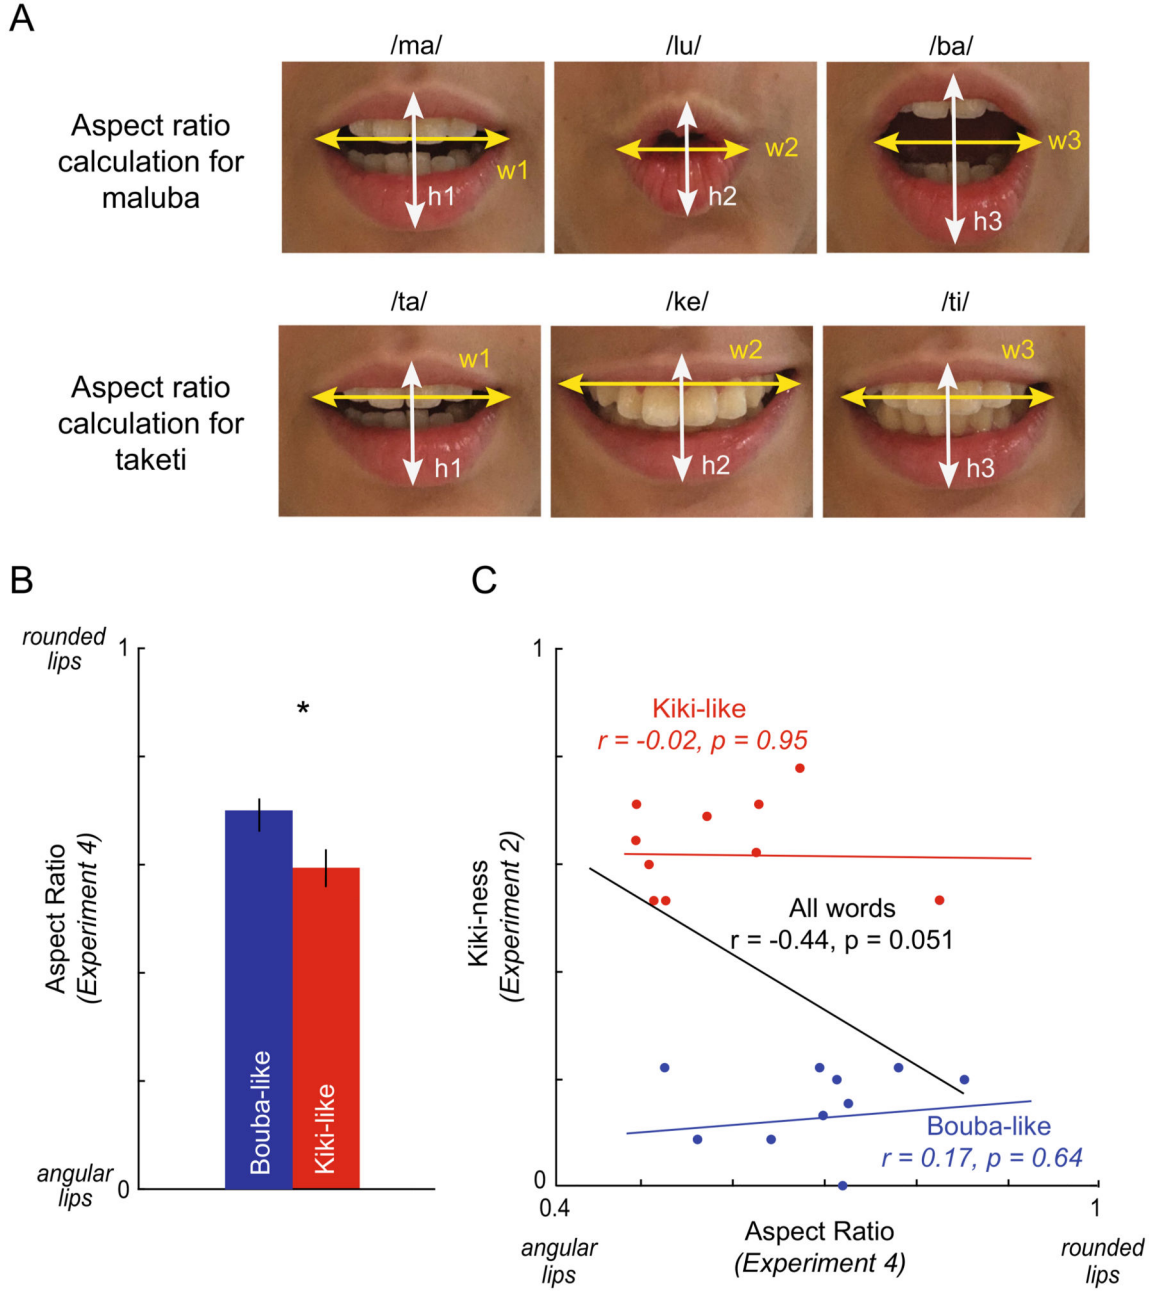 A
/ma/
/lu/
/ba/
Aspect ratio
calculation for
maluba
w1
h1
w2
h2
w3
h3
/ta/
/ke/
/ti/
Aspect ratio
calculation for
taketi
w1
h1
w2
h2
w3
h3
B
rounded
lips
1
*
Aspect Ratio
(Experiment 4)
Bouba-like
Kiki-like
angular
lips
0
C
1
Kiki-like
r = -0.02, p = 0.95
Kiki-ness
(Experiment 2)
All words
r = -0.44, p = 0.051
Bouba-like
r = 0.17, p = 0.64
0
0.4
1
Aspect Ratio
(Experiment 4)
angular
lips
rounded
lips